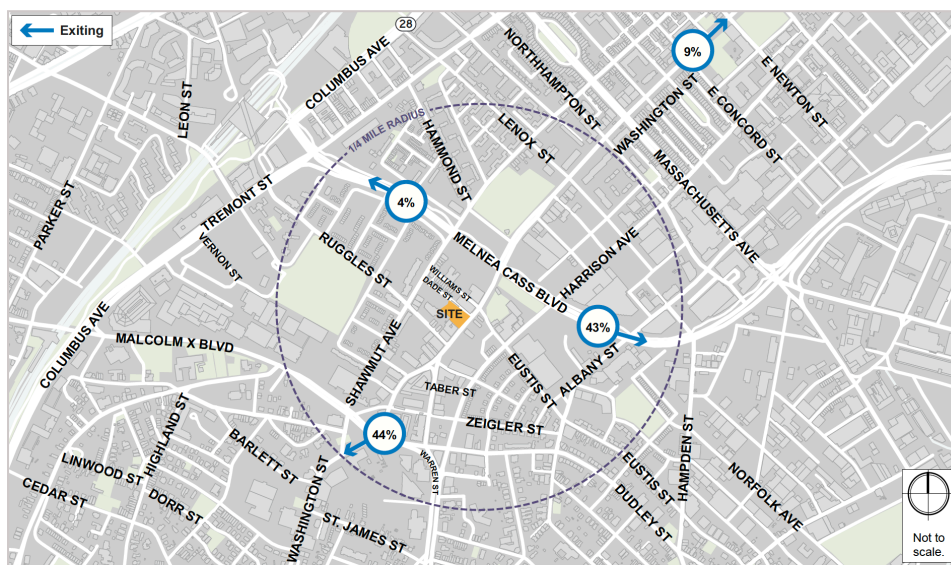 Exiting
28
COLUMBUS AVE
NORTHHAMPTON ST
9%
E NEWTON ST
LEON ST
WASHINGTON ST
E CONCORD ST
1/4 MILE RADIUS
HAMMOND ST
LENOX ST
MASSACHUSETTS AVE
PARKER ST
TREMONT ST
4%
VERNON ST
RUGGLES ST
MELNEA CASS BLVD
HARRISON AVE
WILLIAMS ST
DADE ST
SITE
43%
COLUMBUS AVE
MALCOLM X BLVD
SHAWMUT AVE
EUSTIS ST
ALBANY ST
TABER ST
HIGHLAND ST
44%
ZEIGLER ST
HAMPDEN ST
BARLETT ST
LINWOOD ST
WARREN ST
EUSTIS ST
NORFOLK AVE
CEDAR ST
DORR ST
WASHINGTON ST
ST. JAMES ST
DUDLEY ST
Not to
scale.